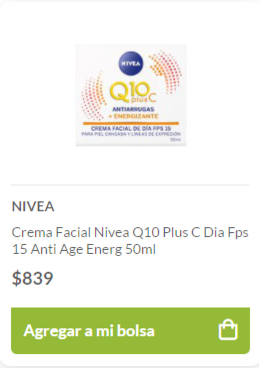 NIVEA
Q10
plus C
ANTIARRUGAS
+ ENERGIZANTE
CREMA FACIAL DE DÍA FPS 15
PARA PIEL CANSADA Y LÍNEAS DE EXPRESIÓN
50ml
NIVEA
Crema Facial Nivea Q10 Plus C Dia Fps
15 Anti Age Energ 50ml
$839
Agregar a mi bolsa